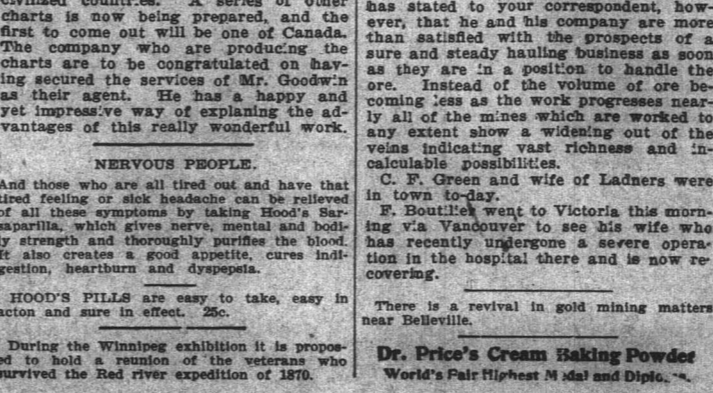 civilized countries. A series of other
charts is now being prepared, and the
first to come out will be one of Canada.
The company who are producing the
charts are to be congratulated on hav-
ing secured the services of Mr. Goodwin
as their agent. He has a happy and
yet impressive way of explaning the ad-
vantages of this really wonderful work.
NERVOUS PEOPLE.
And those who are all tired out and have that
tired feeling or sick headache can be relieved
of all these symptoms by taking Hood's Sar-
saparilla, which gives nerve, mental and bodi-
ly strength and thoroughly purifies the blood.
It also creates a good appetite, cures indi-
gestion, heartburn and dyspepsia.
HOOD'S PILLS are easy to take, easy in
acton and sure in effect. 25c.
During the Winnipeg exhibition it is propos-
ed to hold a reunion of the veterans who
survived the Red river expedition of 1870.
has stated to your correspondent, how-
ever, that he and his company are more
than satisfied with the prospects of a
sure and steady hauling business as soon
as they are in a position to handle the
ore. Instead of the volume of ore be-
coming less as the work progresses near-
ly all of the mines which are worked to
any extent show a widening out of the
veins indicating vast richness and in-
calculable possibilities.
C. F. Green and wife of Ladners were
in town to-day.
F. Boutilier went to Victoria this morn-
ing via Vancouver to see his wife who
has recently undergone a severe opera-
tion in the hospital there and is now re-
covering.
There is a revival in gold mining matters
near Belleville.
Dr. Price's Cream Baking Powder
World's Fair Highest Medal and Diploma.